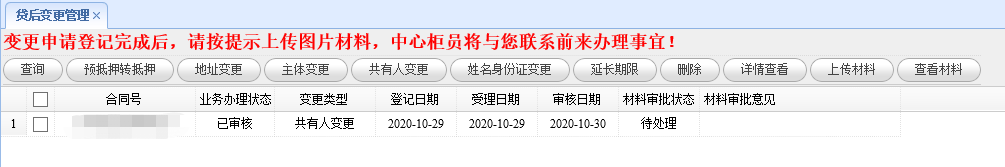 贷后变更管理
变更申请登记完成后，请按提示上传图片材料，中心柜员将与您联系前来办理事宜！
查询 预抵押转抵押 地址变更 主体变更 共有人变更 姓名身份证变更 延长期限 删除 详情查看 上传材料 查看材料
合同号 业务办理状态 变更类型 登记日期 受理日期 审核日期 材料审批状态 材料审批意见
1 已审核 共有人变更 2020-10-29 2020-10-29 2020-10-30 待处理